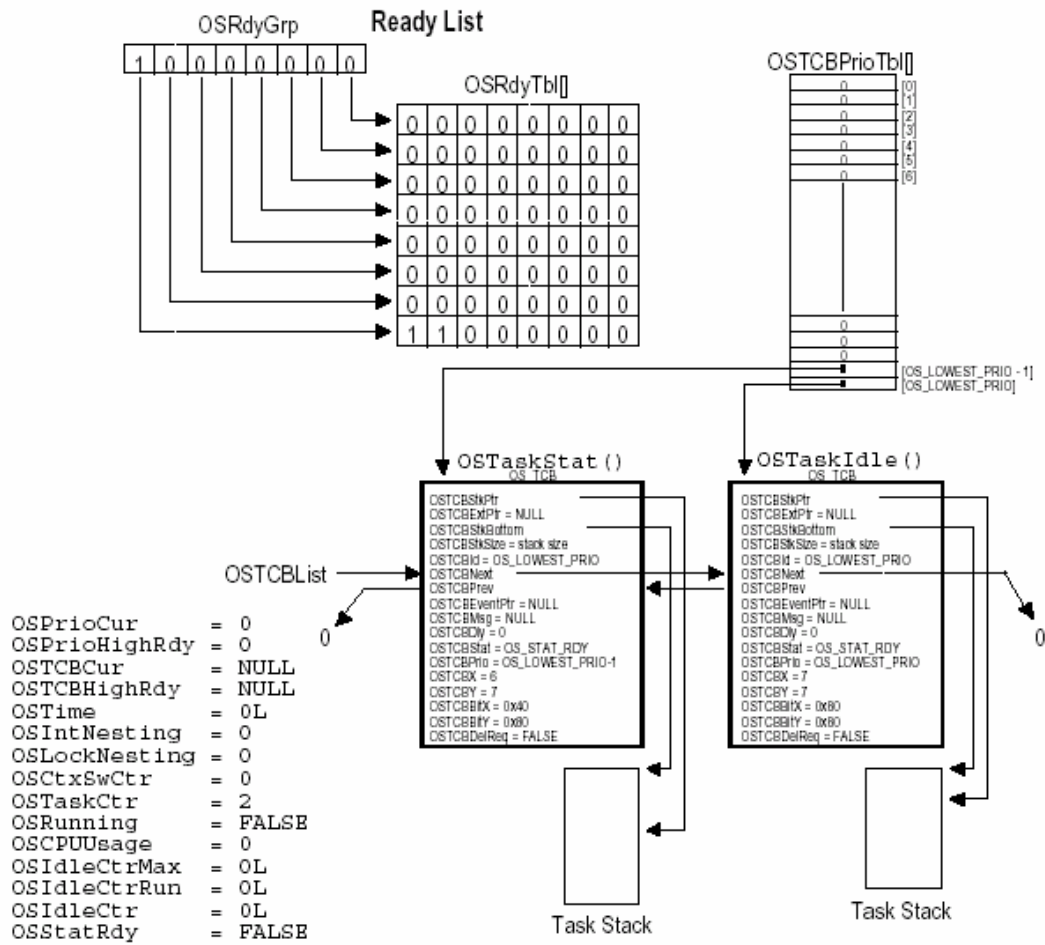 OSRdyGrp
Ready List
1 0 0 0 0 0 0 0
OSRdyTbl[]
0 0 0 0 0 0 0 0
0 0 0 0 0 0 0 0
0 0 0 0 0 0 0 0
0 0 0 0 0 0 0 0
0 0 0 0 0 0 0 0
0 0 0 0 0 0 0 0
0 0 0 0 0 0 0 0
1 1 0 0 0 0 0 0
OSTCBPrioTbl[]
0 [0]
0 [1]
0 [2]
0 [3]
0 [4]
0 [5]
0 [6]
0
0
0
[OS_LOWEST_PRIO - 1]
[OS_LOWEST_PRIO]
OSTaskStat()
OS_TCB
OSTCBStkPtr
OSTCBExtPtr = NULL
OSTCBStkBottom
OSTCBStkSize = stack size
OSTCBId = OS_LOWEST_PRIO
OSTCBNext
OSTCBPrev
OSTCBEventPtr = NULL
OSTCBMsg = NULL
OSTCBDly = 0
OSTCBStat = OS_STAT_RDY
OSTCBPrio = OS_LOWEST_PRIO-1
OSTCBX = 6
OSTCBY = 7
OSTCBBitX = 0x40
OSTCBBitY = 0x80
OSTCBDelReq = FALSE
Task Stack
OSTaskIdle()
OS_TCB
OSTCBStkPtr
OSTCBExtPtr = NULL
OSTCBStkBottom
OSTCBStkSize = stack size
OSTCBId = OS_LOWEST_PRIO
OSTCBNext
OSTCBPrev
OSTCBEventPtr = NULL
OSTCBMsg = NULL
OSTCBDly = 0
OSTCBStat = OS_STAT_RDY
OSTCBPrio = OS_LOWEST_PRIO
OSTCBX = 7
OSTCBY = 7
OSTCBBitX = 0x80
OSTCBBitY = 0x80
OSTCBDelReq = FALSE
Task Stack
OSTCBList
0
0
OSPrioCur = 0
OSPrioHighRdy = 0
OSTCBCur = NULL
OSTCBHighRdy = NULL
OSTime = 0L
OSIntNesting = 0
OSLockNesting = 0
OSCtxSwCtr = 0
OSTaskCtr = 2
OSRunning = FALSE
OSCPUUsage = 0
OSIdleCtrMax = 0L
OSIdleCtrRun = 0L
OSIdleCtr = 0L
OSStatRdy = FALSE